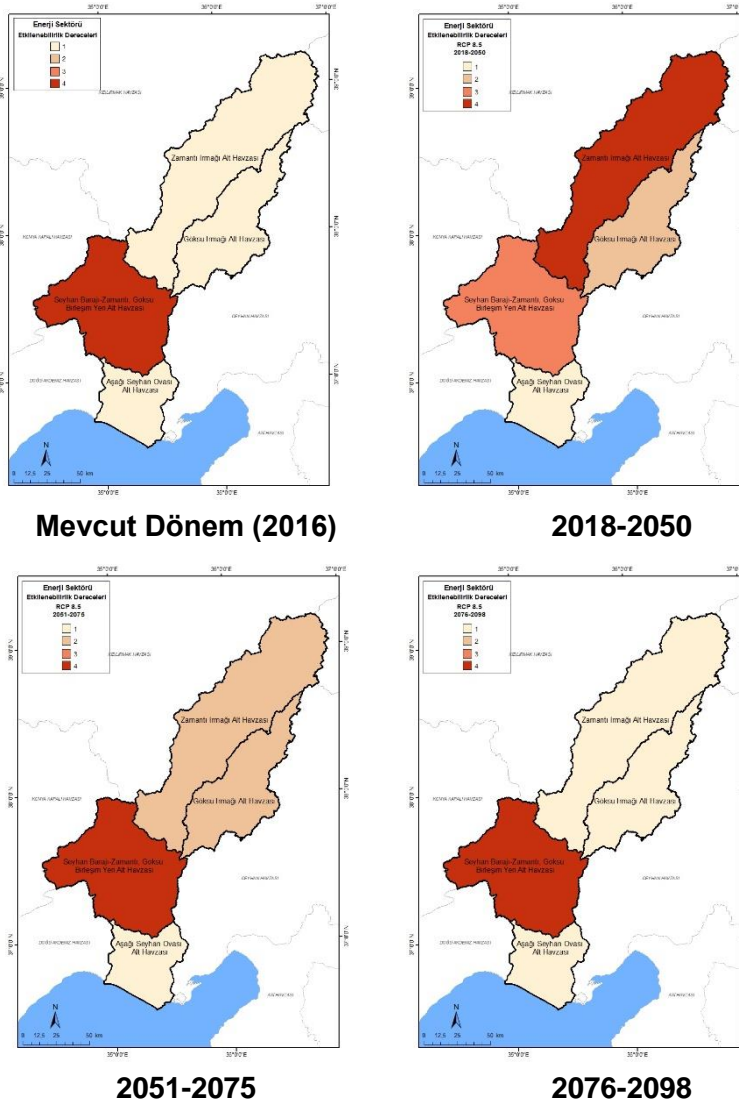 Enerji Sektörü
Etkilenebilirlik Dereceleri
1
2
3
4
Zamantı Irmağı Alt Havzası
Göksu Irmağı Alt Havzası
Seyhan Barajı-Zamantı, Göksu
Birleşim Yeri Alt Havzası
Aşağı Seyhan Ovası
Alt Havzası
N
50 km
Mevcut Dönem (2016)
Enerji Sektörü
Etkilenebilirlik Dereceleri
RCP 8.5
2018-2050
1
2
3
4
Zamantı Irmağı Alt Havzası
Göksu Irmağı Alt Havzası
Seyhan Barajı-Zamantı, Göksu
Birleşim Yeri Alt Havzası
Aşağı Seyhan Ovası
Alt Havzası
N
50 km
2018-2050
Enerji Sektörü
Etkilenebilirlik Dereceleri
RCP 8.5
2051-2075
1
2
3
4
Zamantı Irmağı Alt Havzası
Göksu Irmağı Alt Havzası
Seyhan Barajı-Zamantı, Göksu
Birleşim Yeri Alt Havzası
Aşağı Seyhan Ovası
Alt Havzası
N
50 km
2051-2075
Enerji Sektörü
Etkilenebilirlik Dereceleri
RCP 8.5
2076-2098
1
2
3
4
Zamantı Irmağı Alt Havzası
Göksu Irmağı Alt Havzası
Seyhan Barajı-Zamantı, Göksu
Birleşim Yeri Alt Havzası
Aşağı Seyhan Ovası
Alt Havzası
N
50 km
2076-2098